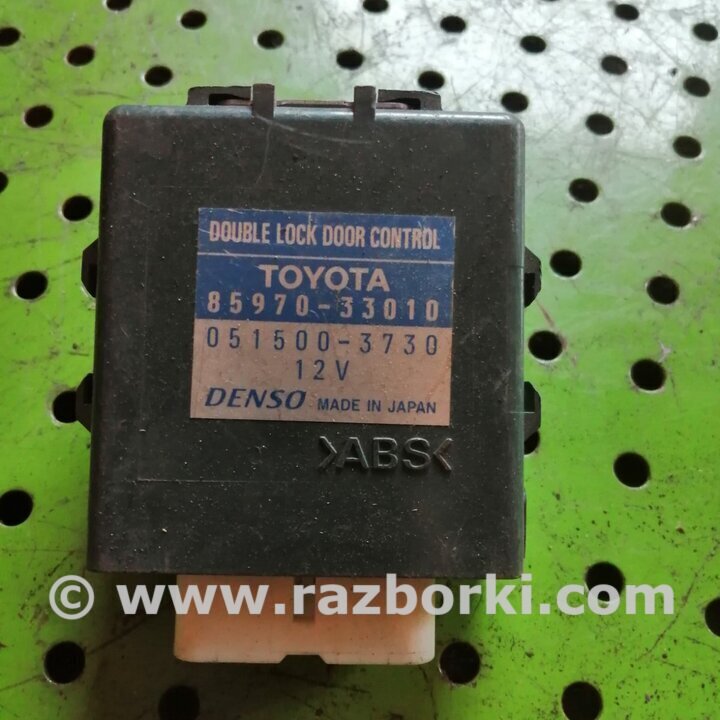 DOUBLE LOCK DOOR CONTROL
TOYOTA
85970-33010
051500-3730
12V
DENSO MADE IN JAPAN
>ABS<
© www.razborki.com